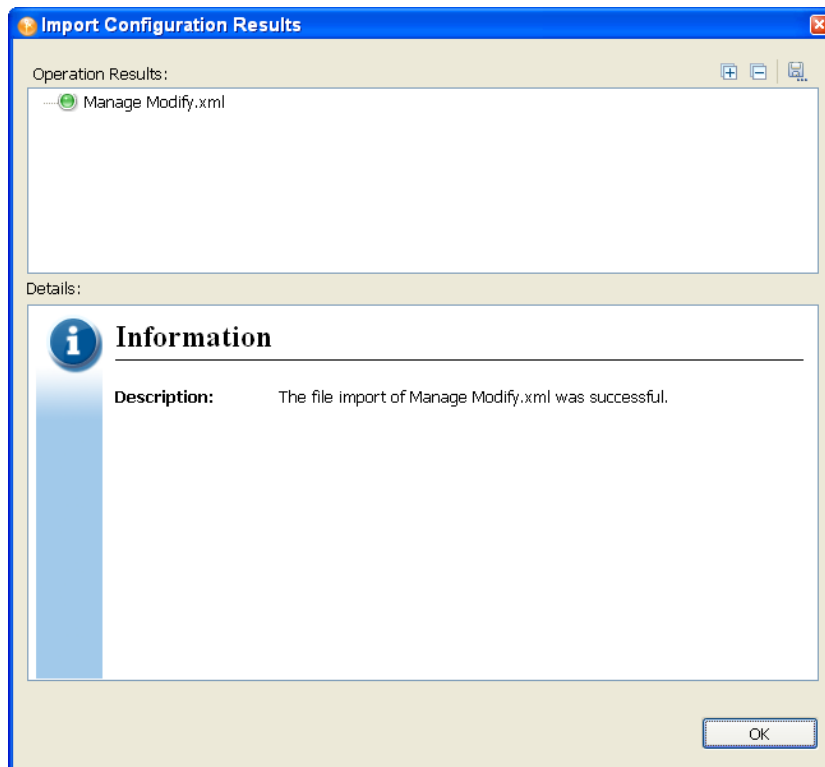 Import Configuration Results
Operation Results:
Manage Modify.xml
Details:
Information
Description: The file import of Manage Modify.xml was successful.
OK